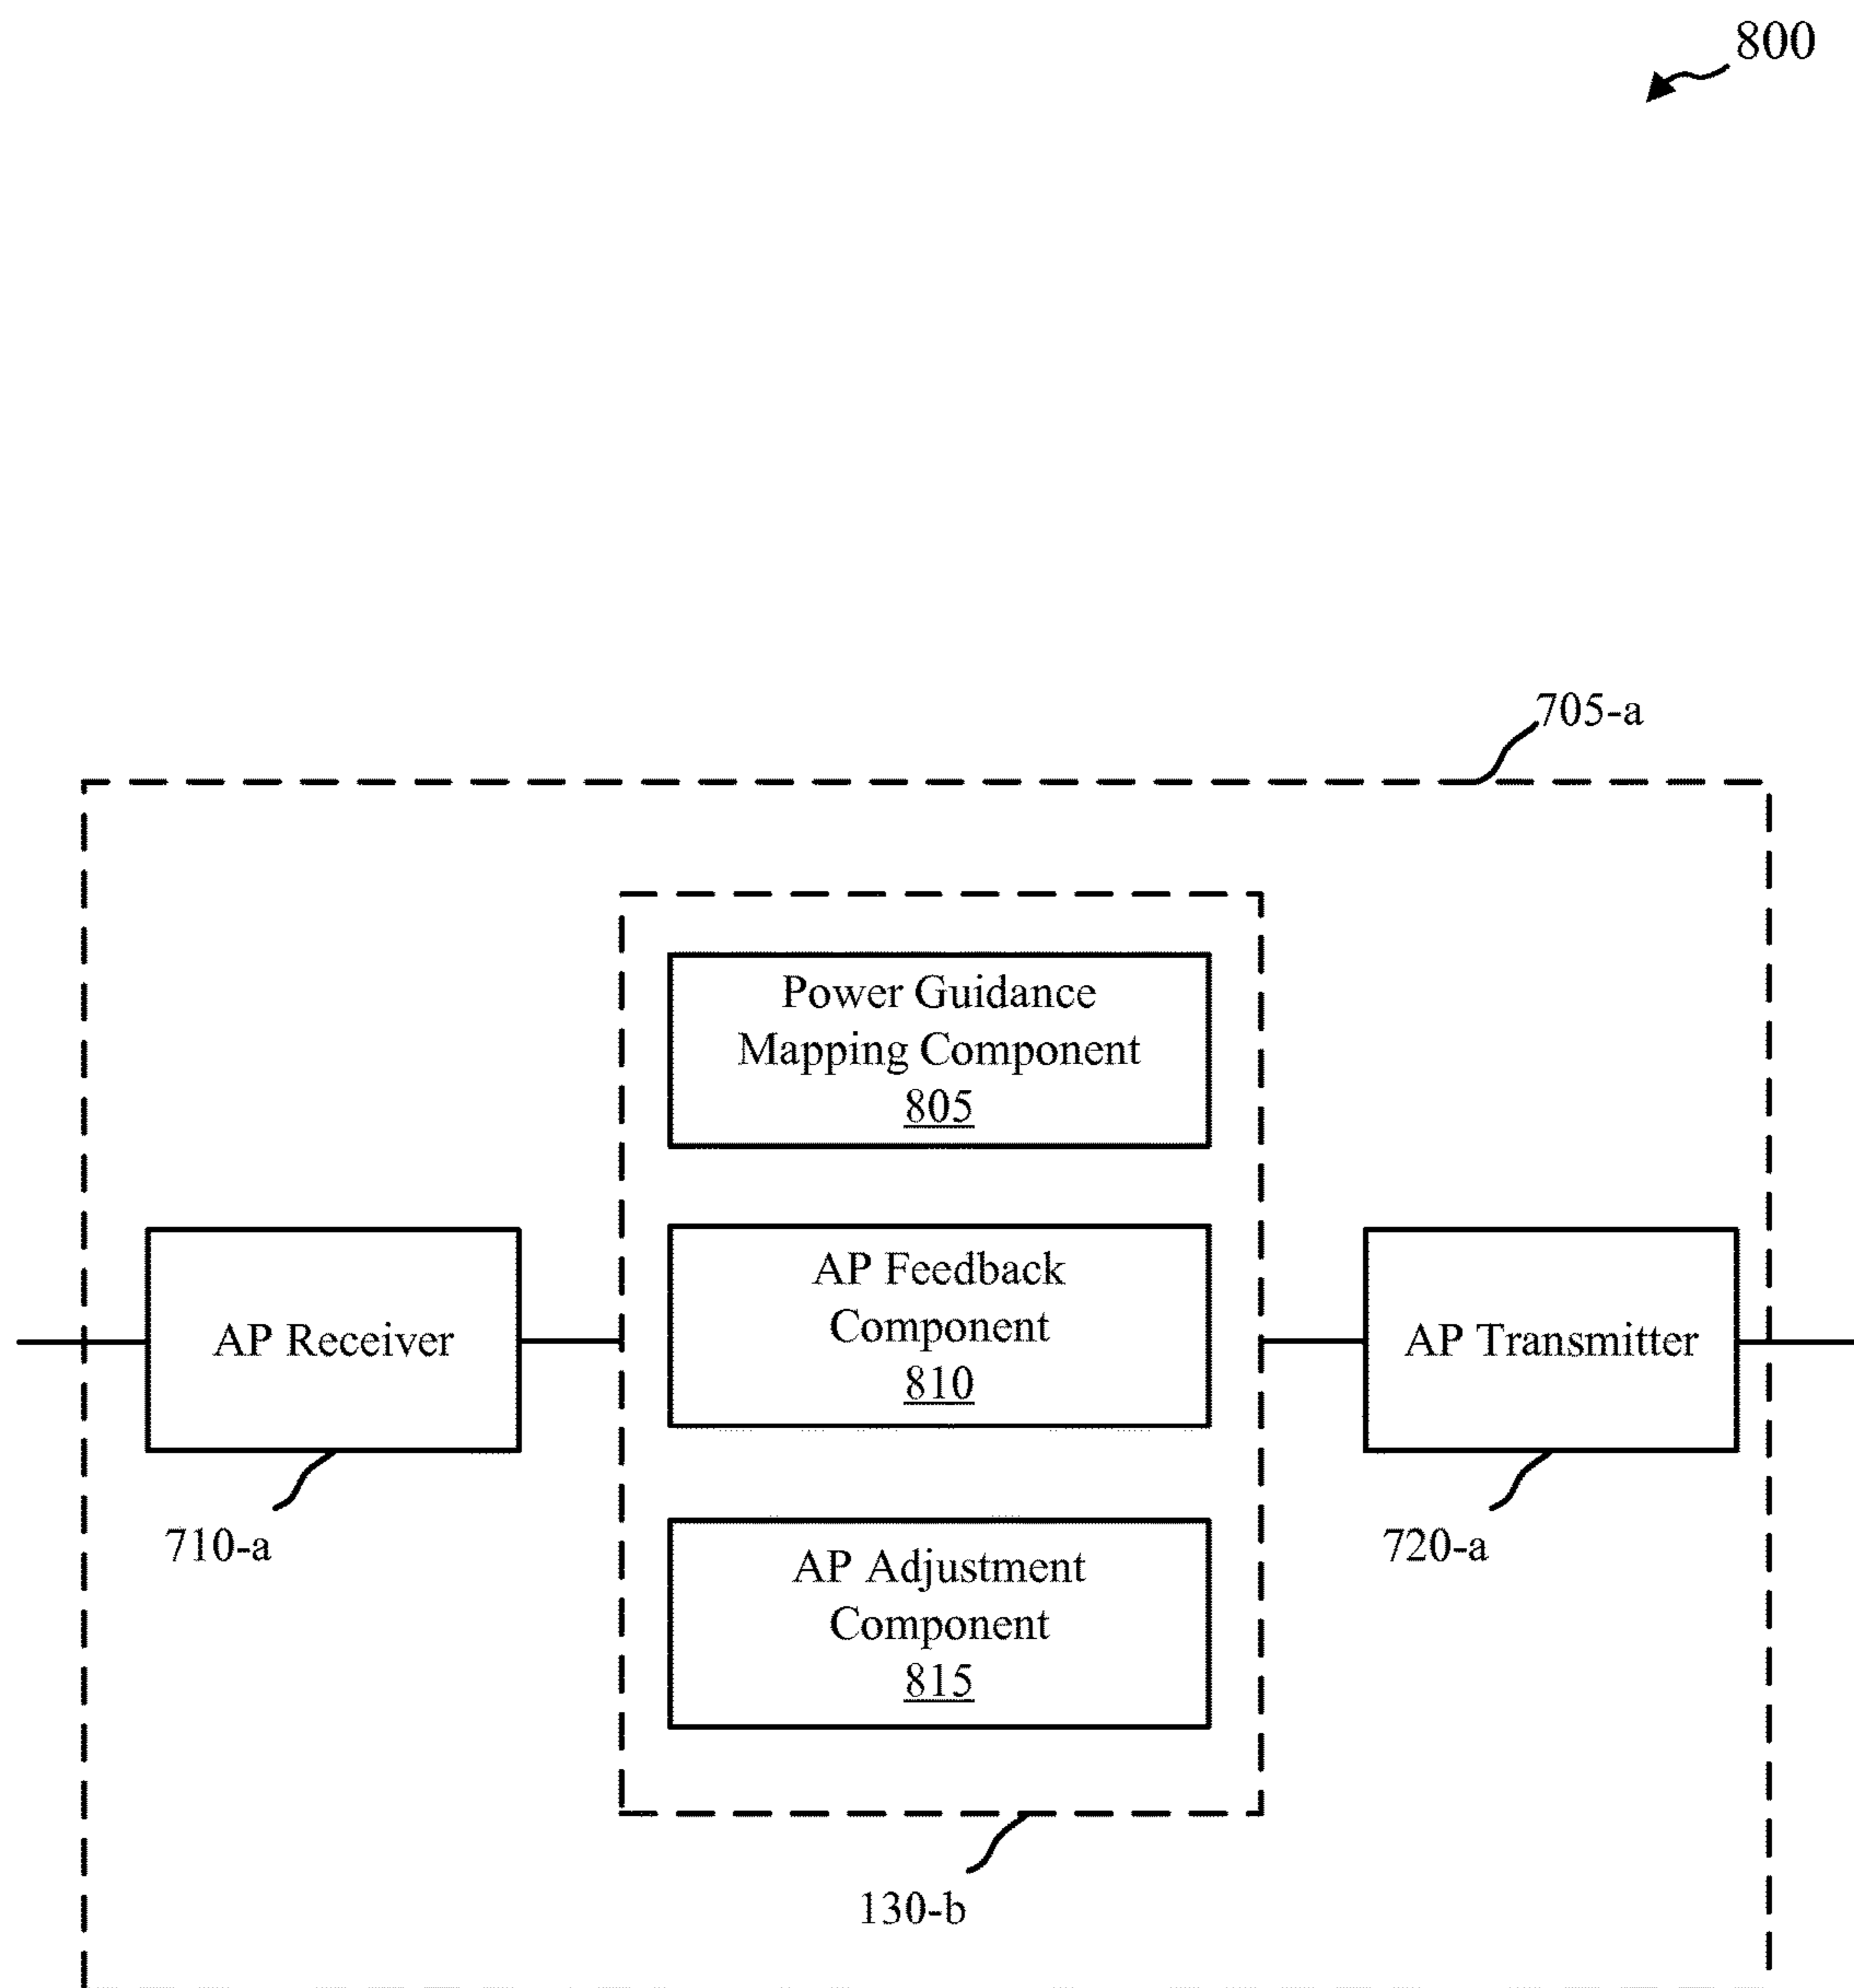 800
705-a
Power Guidance
Mapping Component
805
AP Receiver
AP Feedback
Component
810
AP Transmitter
710-a
720-a
AP Adjustment
Component
815
130-b